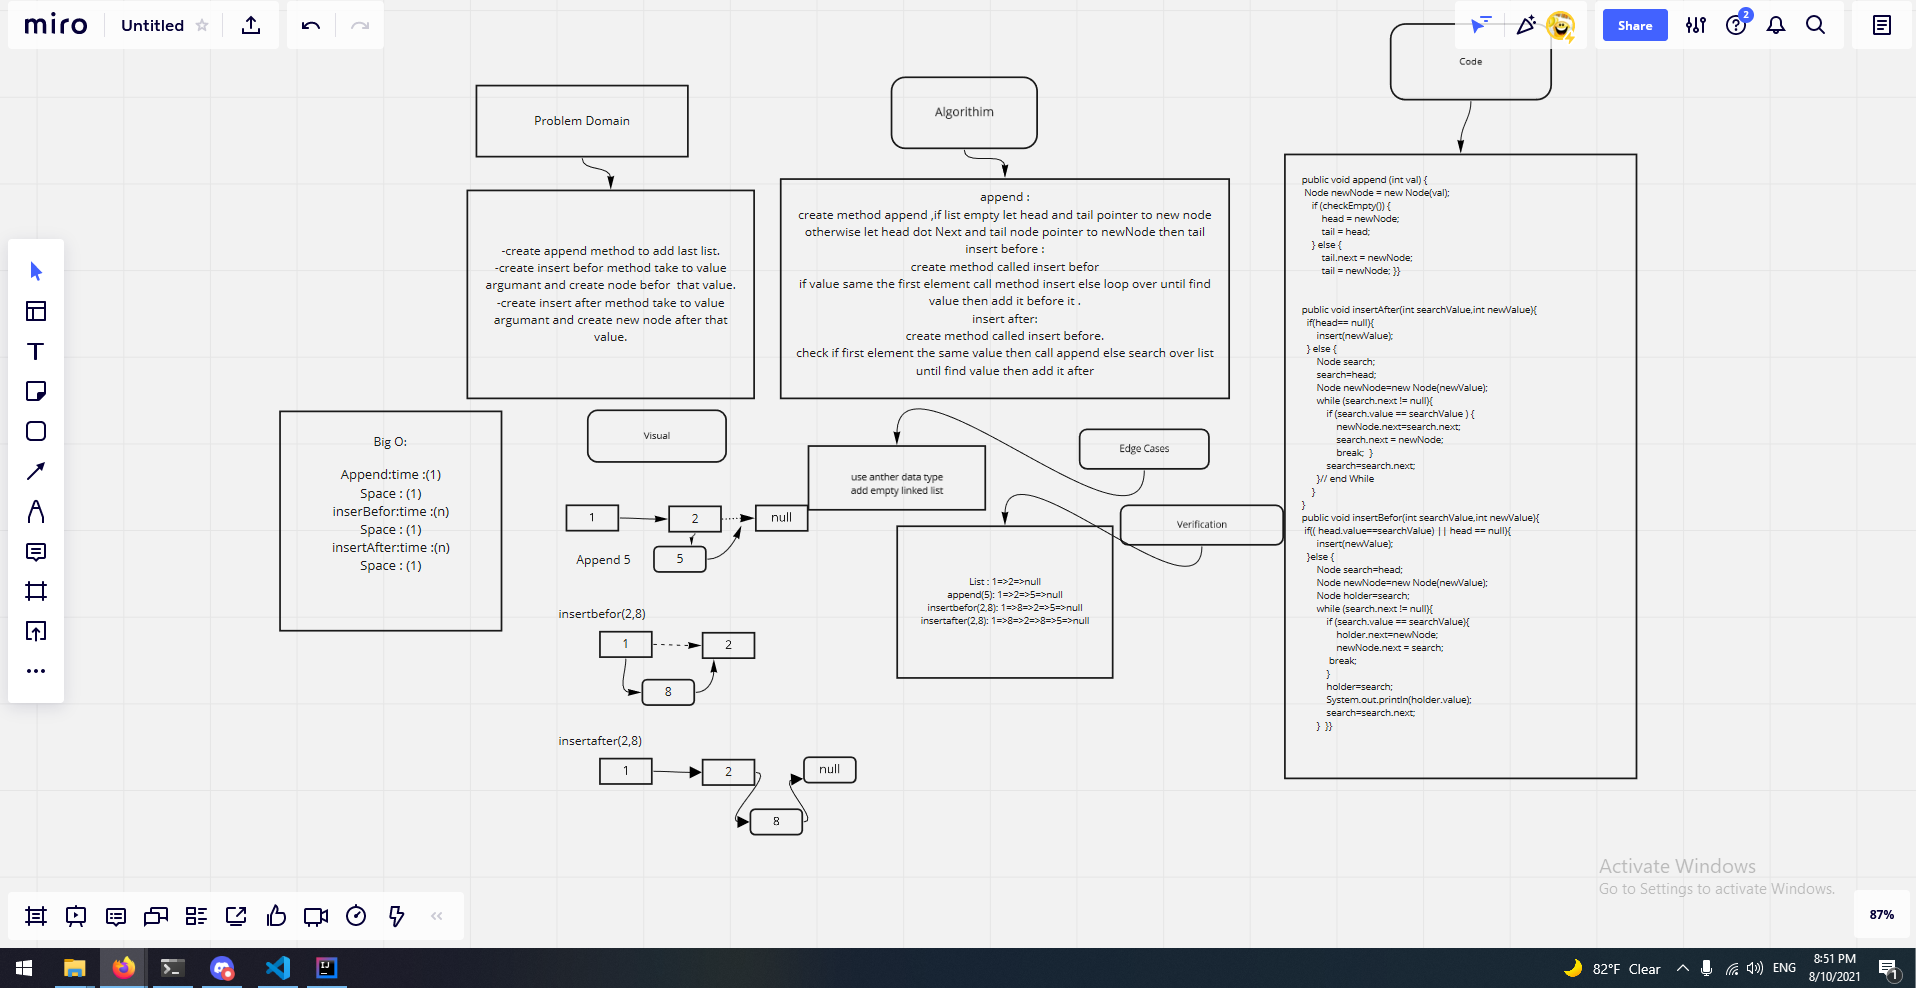 miro
Untitled
Share
2
Problem Domain
-create append method to add last list.
-create insert befor method take to value
argumant and create node befor  that value.
-create insert after method take to value
argumant and create new node after that
value.
Algorithim
append :
create method append ,if list empty let head and tail pointer to new node
otherwise let head dot Next and tail node pointer to newNode then tail
insert before :
create method called insert befor
if value same the first element call method insert else loop over until find
value then add it before it .
insert after:
create method called insert before.
check if first element the same value then call append else search over list
until find value then add it after
Code
public void append (int val) {
Node newNode = new Node(val);
if (checkEmpty()) {
head = newNode;
tail = head;
} else {
tail.next = newNode;
tail = newNode; }}
public void insertAfter(int searchValue,int newValue){
if(head== null){
insert(newValue);
} else {
Node search;
search=head;
Node newNode=new Node(newValue);
while (search.next != null){
if (search.value == searchValue ) {
newNode.next=search.next;
search.next = newNode;
break;  }
search=search.next;
}// end While
}
}
public void insertBefor(int searchValue,int newValue){
if(( head.value==searchValue) || head == null){
insert(newValue);
}else {
Node search=head;
Node newNode=new Node(newValue);
Node holder=search;
while (search.next != null){
if (search.value == searchValue){
holder.next=newNode;
newNode.next = search;
break;
}
holder=search;
System.out.println(holder.value);
search=search.next;
}  }}
Big O:
Append:time :(1)
Space : (1)
inserBefor:time :(n)
Space : (1)
insertAfter:time :(n)
Space : (1)
Visual
1
2
null
Append 5
5
insertbefor(2,8)
1
2
8
insertafter(2,8)
1
2
null
8
use anther data type
add empty linked list
Edge Cases
Verification
List : 1=>2=>null
append(5): 1=>2=>5=>null
insertbefor(2,8): 1=>8=>2=>5=>null
insertafter(2,8): 1=>8=>2=>8=>5=>null
Activate Windows
Go to Settings to activate Windows.
87%
82°F  Clear
ENG
8:51 PM
8/10/2021
1